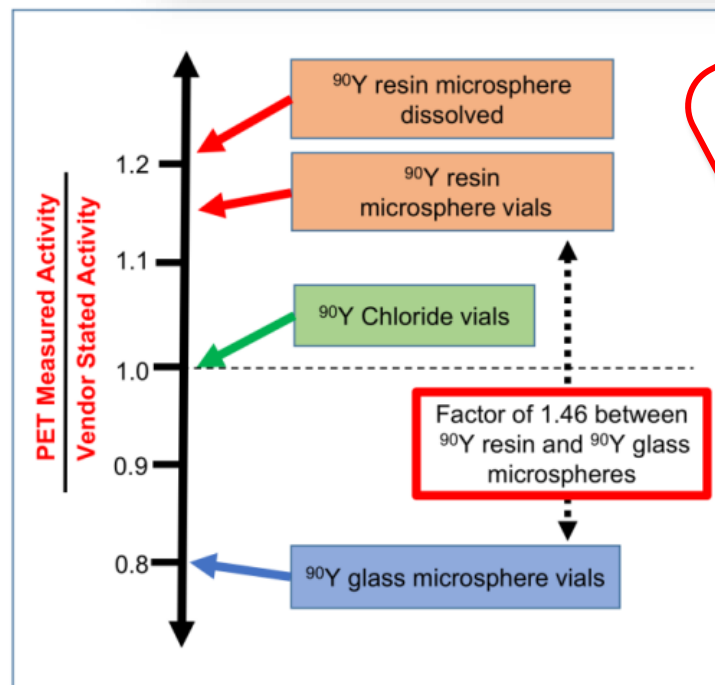 ⁹⁰Y resin microsphere
dissolved
1.2
⁹⁰Y resin
microsphere vials
1.1
⁹⁰Y Chloride vials
1.0
PET Measured Activity
Vendor Stated Activity
Factor of 1.46 between
⁹⁰Y resin and ⁹⁰Y glass
microspheres
0.9
0.8
⁹⁰Y glass microsphere vials